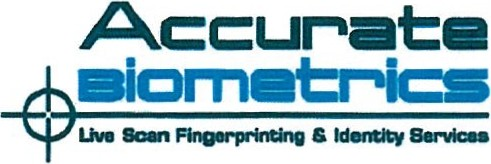 Accurate
Biometrics
Live Scan Fingerprinting & Identity Services